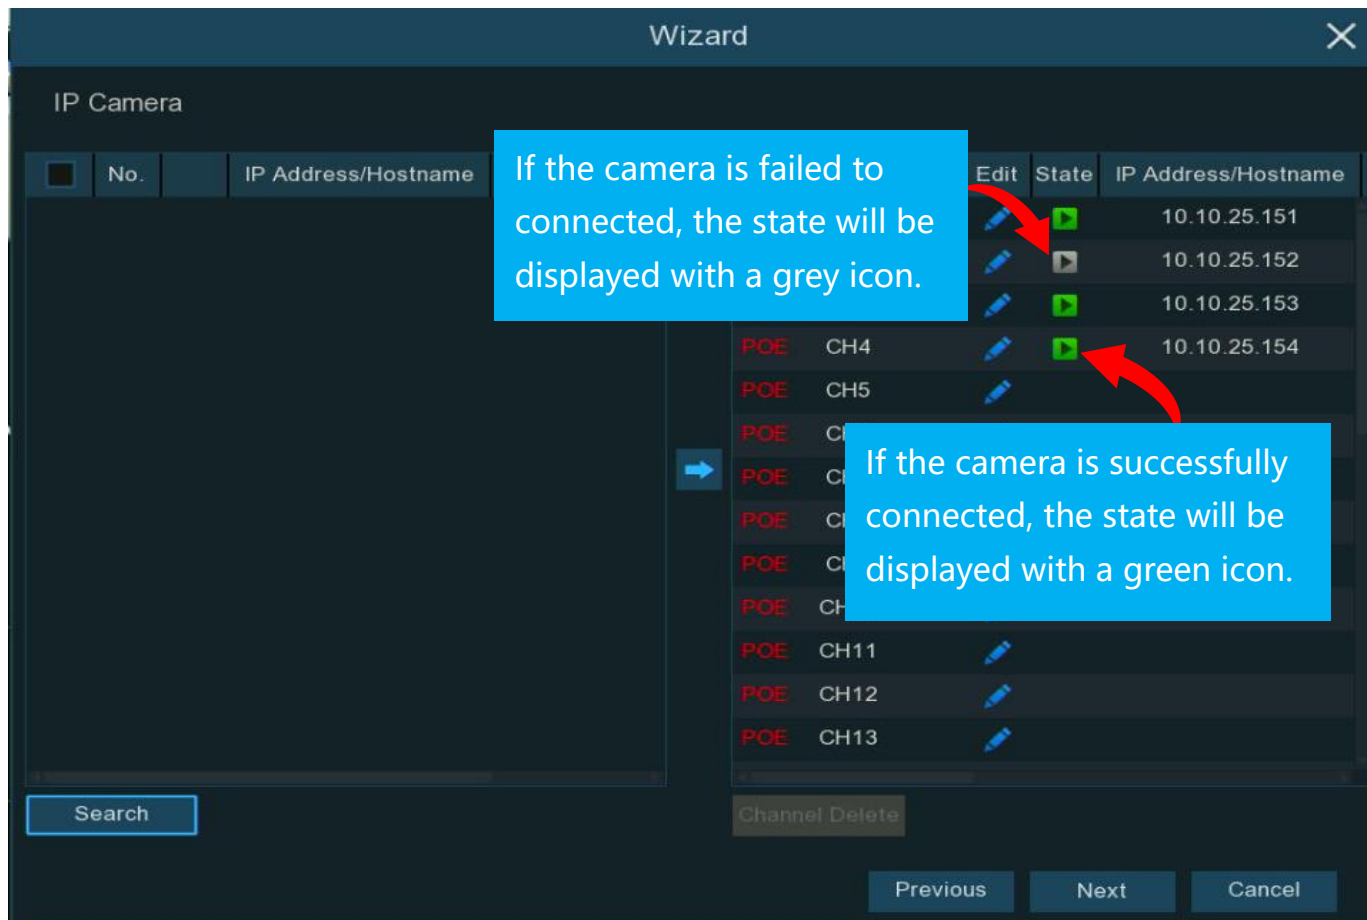 Wizard
IP Camera
No. IP Address/Hostname Edit State IP Address/Hostname
If the camera is failed to
connected, the state will be
displayed with a grey icon.
10.10.25.151
10.10.25.152
10.10.25.153
POE CH4 10.10.25.154
POE CH5
POE
POE
POE
POE
POE
If the camera is successfully
connected, the state will be
displayed with a green icon.
POE CH11
POE CH12
POE CH13
Search Channel Delete
Previous Next Cancel